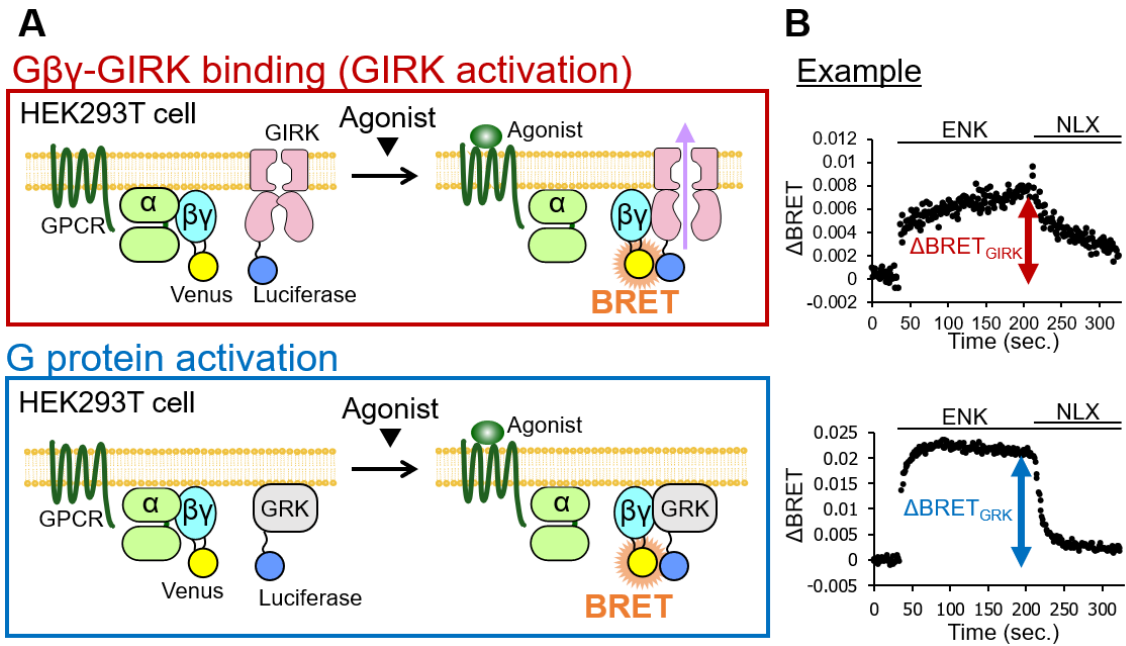 A
Gβγ-GIRK binding (GIRK activation)
HEK293T cell
GPCR
α
βγ
Venus
GIRK
Luciferase
Agonist
Agonist
α
βγ
BRET
G protein activation
HEK293T cell
GPCR
α
βγ
Venus
GRK
Luciferase
Agonist
Agonist
α
βγ
GRK
BRET
B
Example
ENK
NLX
0.012
0.01
0.008
0.006
0.004
0.002
0
-0.002
ΔBRET
ΔBRETGIRK
0 50 100 150 200 250 300
Time (sec.)
ENK
NLX
0.025
0.02
0.015
0.01
0.005
0
-0.005
ΔBRET
ΔBRETGRK
0 50 100 150 200 250 300
Time (sec.)